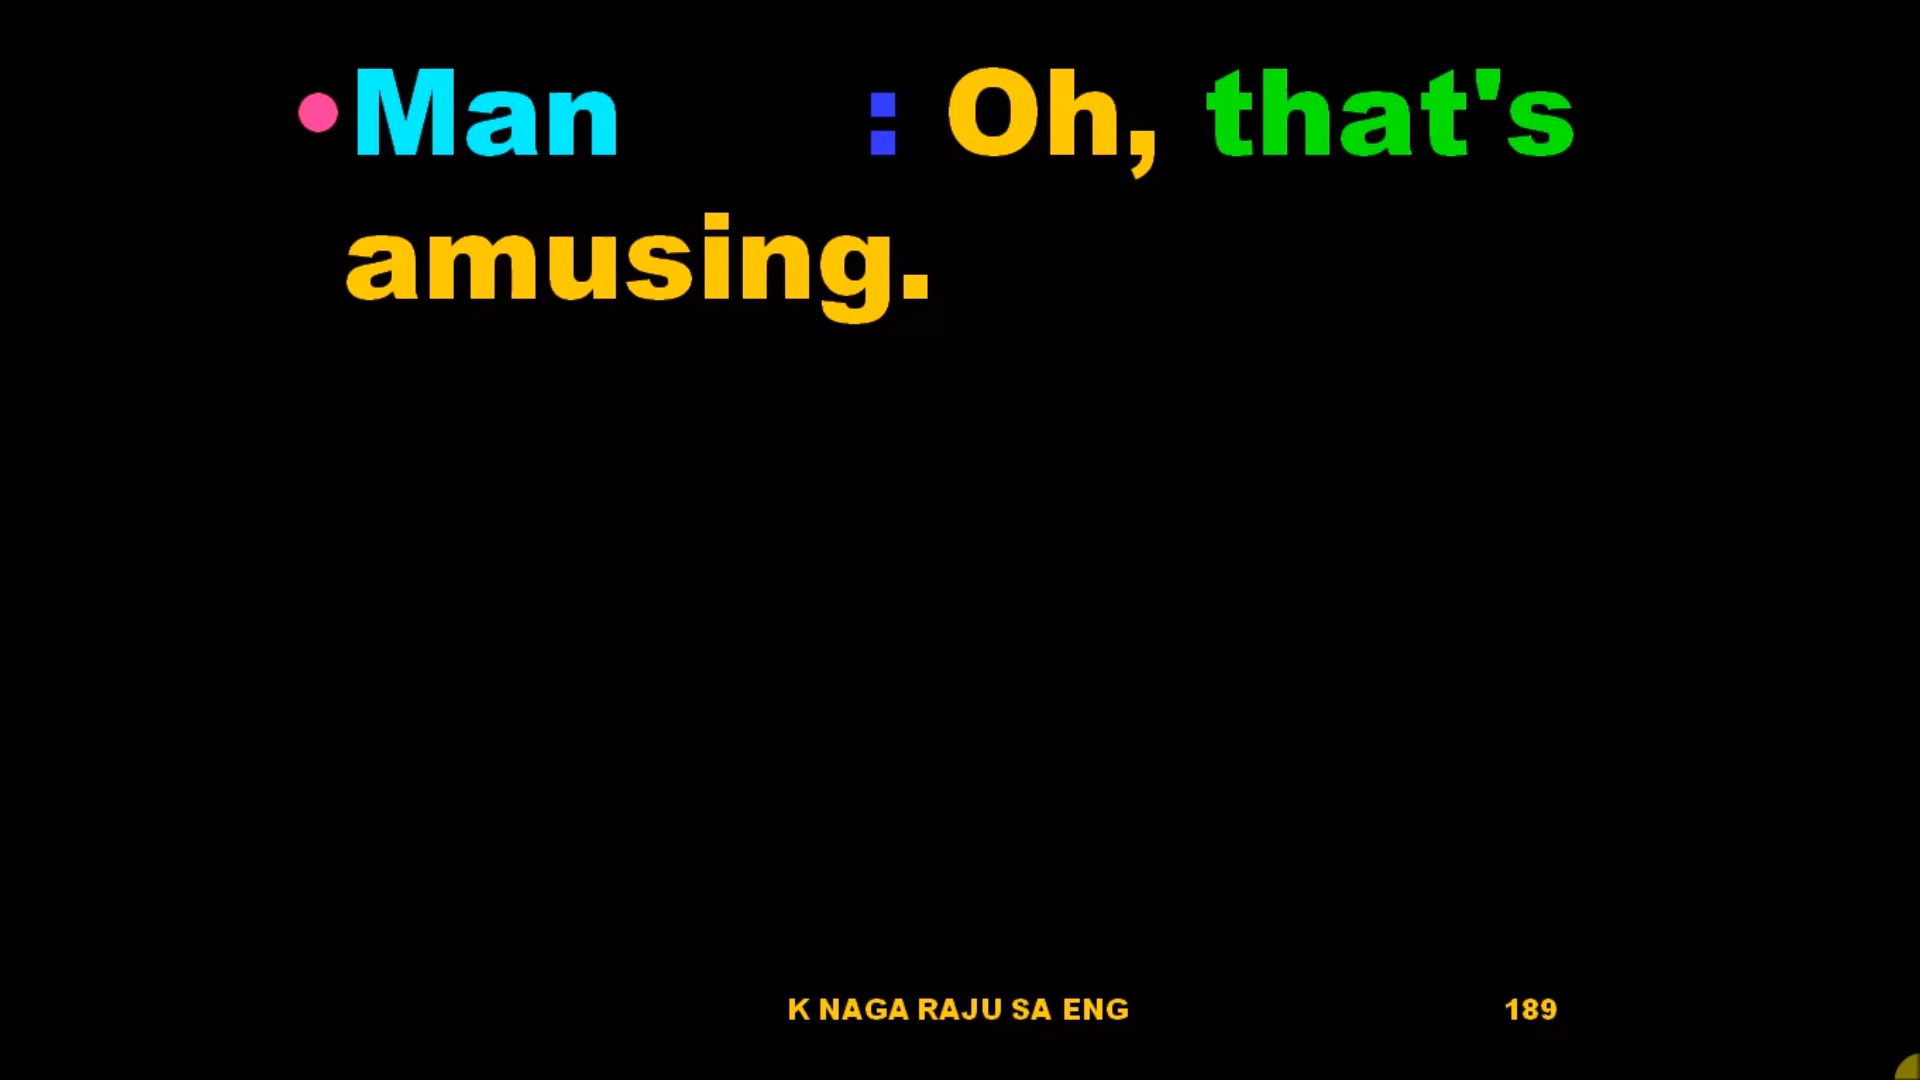 •Man : Oh, that's
amusing.
K NAGA RAJU SA ENG 189